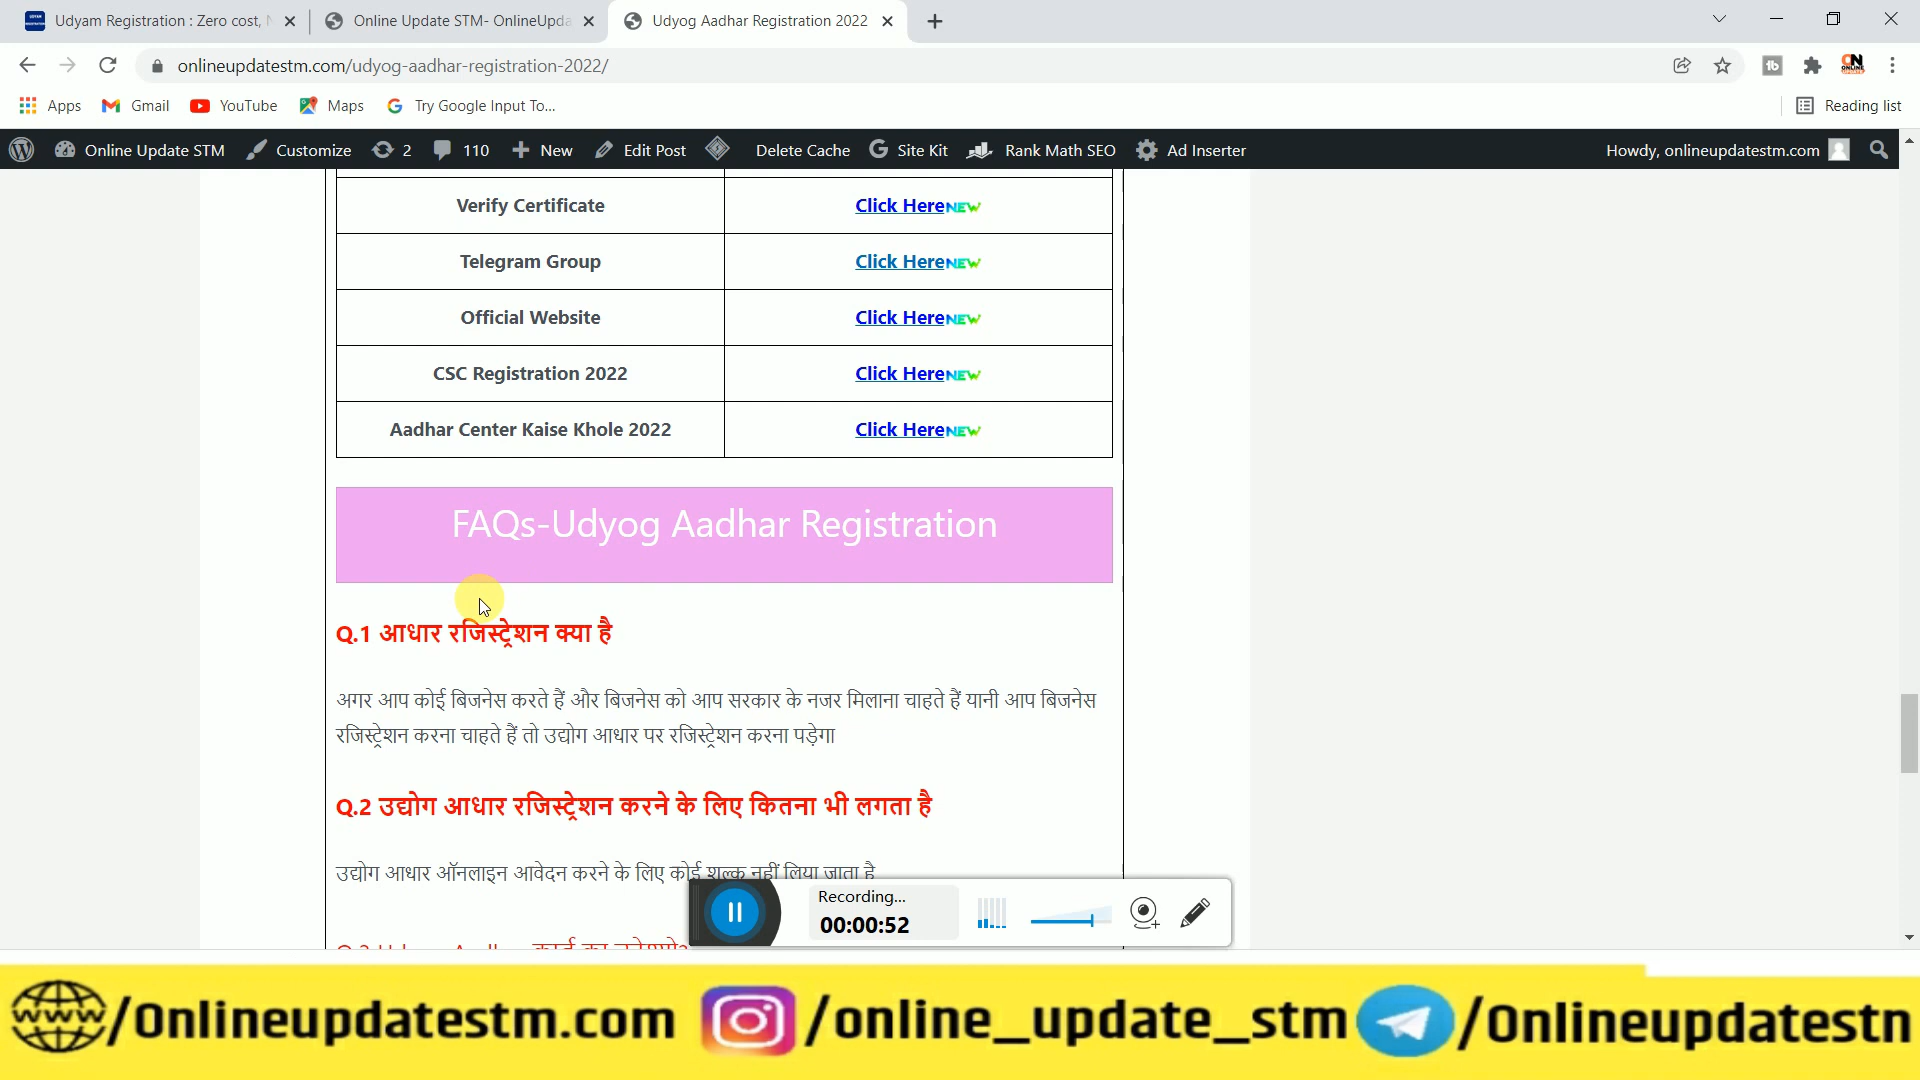 Udyam Registration : Zero cost,
Online Update STM- OnlineUpda
Udyog Aadhar Registration 2022
onlineupdatestm.com/udyog-aadhar-registration-2022/
Apps
Gmail
YouTube
Maps
Try Google Input To...
Reading list
Online Update STM
Customize
2
110
New
Edit Post
Delete Cache
Site Kit
Rank Math SEO
Ad Inserter
Howdy, onlineupdatestm.com
Verify Certificate
Click Here NEW
Telegram Group
Click Here NEW
Official Website
Click Here NEW
CSC Registration 2022
Click Here NEW
Aadhar Center Kaise Khole 2022
Click Here NEW
FAQs-Udyog Aadhar Registration
Q.1 आधार रजिस्ट्रेशन क्या है
अगर आप कोई बिजनेस करते हैं और बिजनेस को आप सरकार के नजर मिलाना चाहते हैं यानी आप बिजनेस
रजिस्ट्रेशन करना चाहते हैं तो उद्योग आधार पर रजिस्ट्रेशन करना पड़ेगा
Q.2 उद्योग आधार रजिस्ट्रेशन करने के लिए कितना भी लगता है
उद्योग आधार ऑनलाइन आवेदन करने के लिए कोई शुल्क नहीं लिया जाता है
Recording...
00:00:52
www /Onlineupdatestm.com
/online_update_stm
/Onlineupdatestn